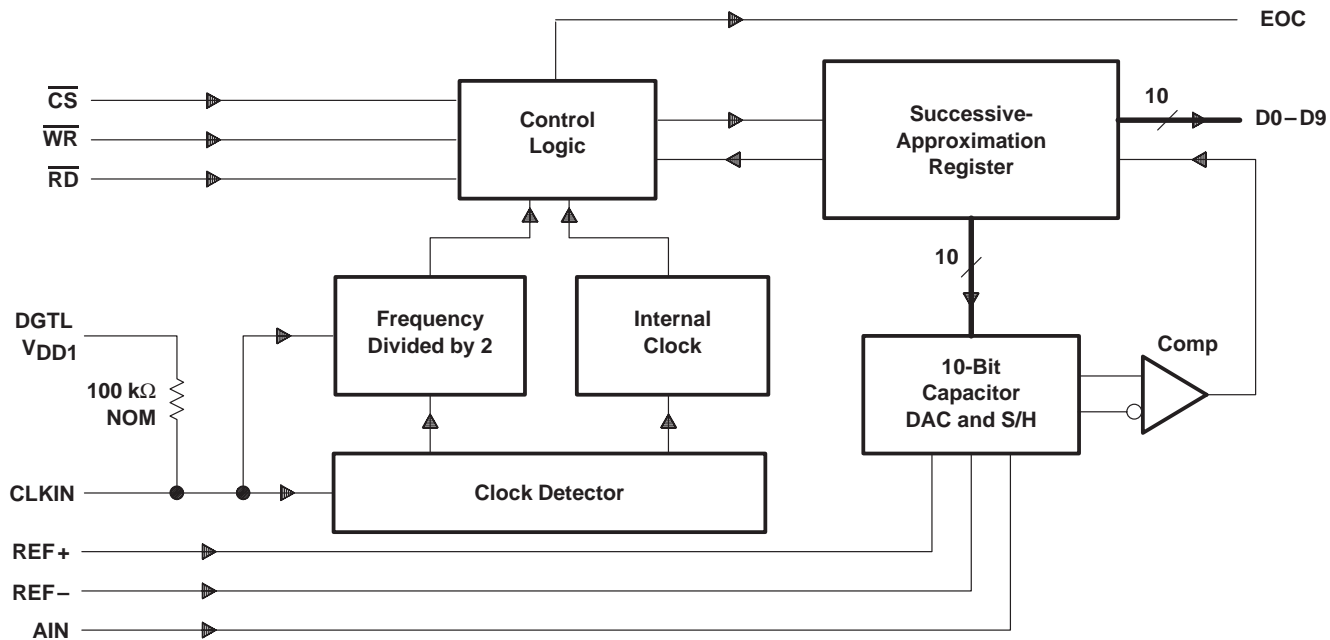 EOC
CS
WR
RD
Control
Logic
Successive-
Approximation
Register
10
D0–D9
10
DGTL
VDD1
100 kΩ
NOM
Frequency
Divided by 2
Internal
Clock
10-Bit
Capacitor
DAC and S/H
Comp
CLKIN
Clock Detector
REF+
REF–
AIN